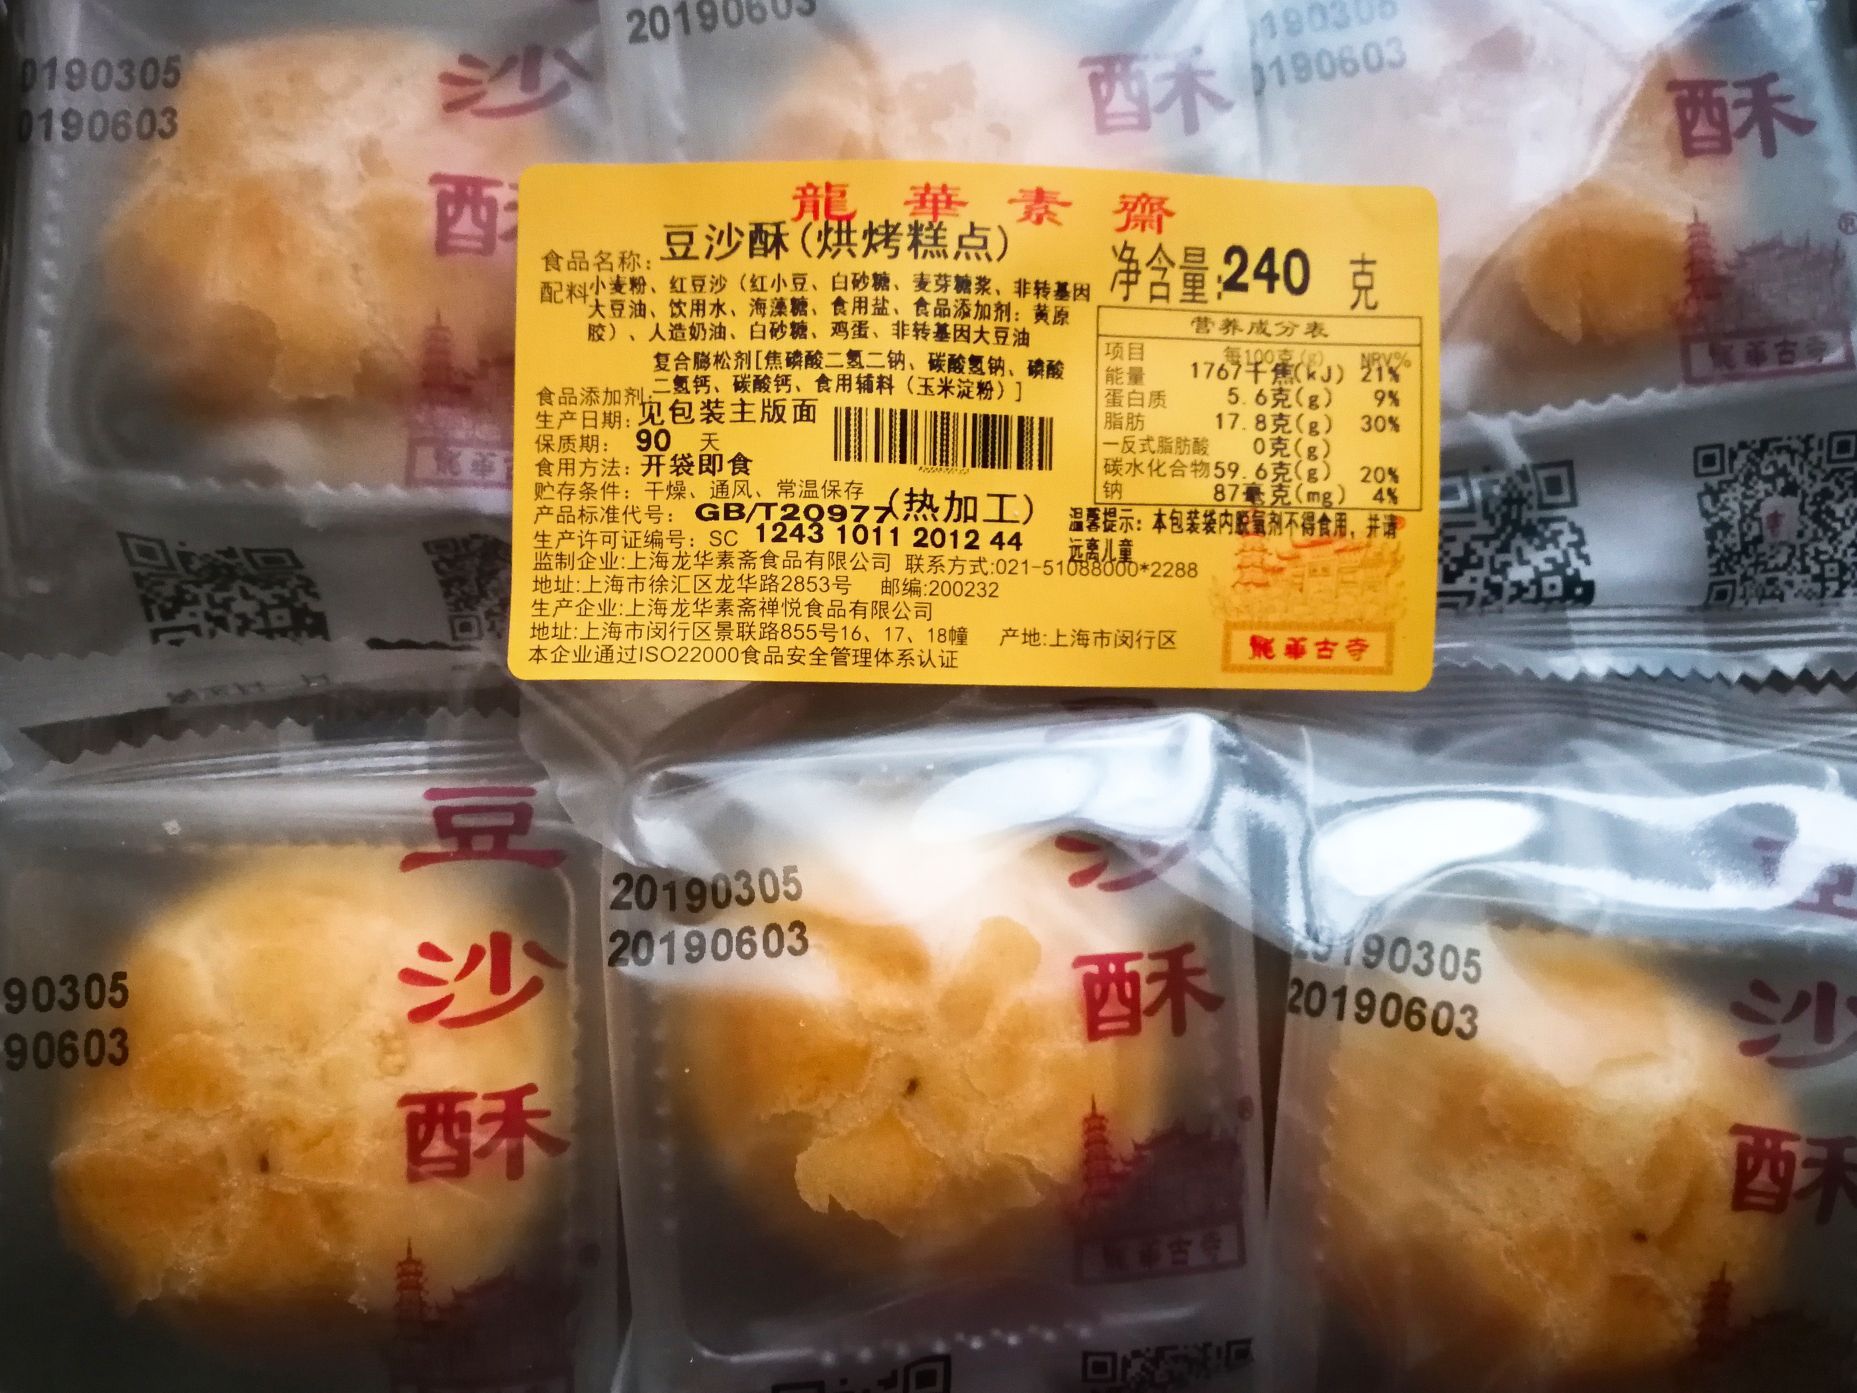 0190305
0190603
沙
酥
20190603
酥
0190305
0190603
酥
龍華素齋
食品名称: 豆沙酥(烘烤糕点)
净含量:240 克
配料 小麦粉、红豆沙(红小豆、白砂糖、麦芽糖浆、非转基因
大豆油、饮用水、海藻糖、食用盐、食品添加剂: 黄原
胶)、人造奶油、白砂糖、鸡蛋、非转基因大豆油
复合膨松剂[焦磷酸二氢二钠、碳酸氢钠、磷酸
二氢钙、碳酸钙、食用辅料(玉米淀粉)]
食品添加剂:
生产日期: 见包装主版面
保质期: 90 天
食用方法: 开袋即食
贮存条件: 干燥、通风、常温保存
产品标准代号: GB/T20977(热加工)
生产许可证编号: SC 1243 1011 2012 44
监制企业:上海龙华素斋食品有限公司 联系方式:021-51088000*2288
地址:上海市徐汇区龙华路2853号 邮编:200232
生产企业:上海龙华素斋禅悦食品有限公司
地址:上海市闵行区景联路855号16、17、18幢 产地:上海市闵行区
本企业通过ISO22000食品安全管理体系认证
营养成分表
项目 每100克(g) NRV%
能量 1767千焦(kJ) 21%
蛋白质 5.6克(g) 9%
脂肪 17.8克(g) 30%
一反式脂肪酸 0克(g)
碳水化合物 59.6克(g) 20%
钠 87毫克(mg) 4%
温馨提示: 本包装袋内脱氧剂不得食用, 并请
远离儿童
龍華古寺
龍華古寺
豆
沙
酥
90305
90603
20190305
20190603
沙
酥
龍華古寺
190305
20190603
沙
酥